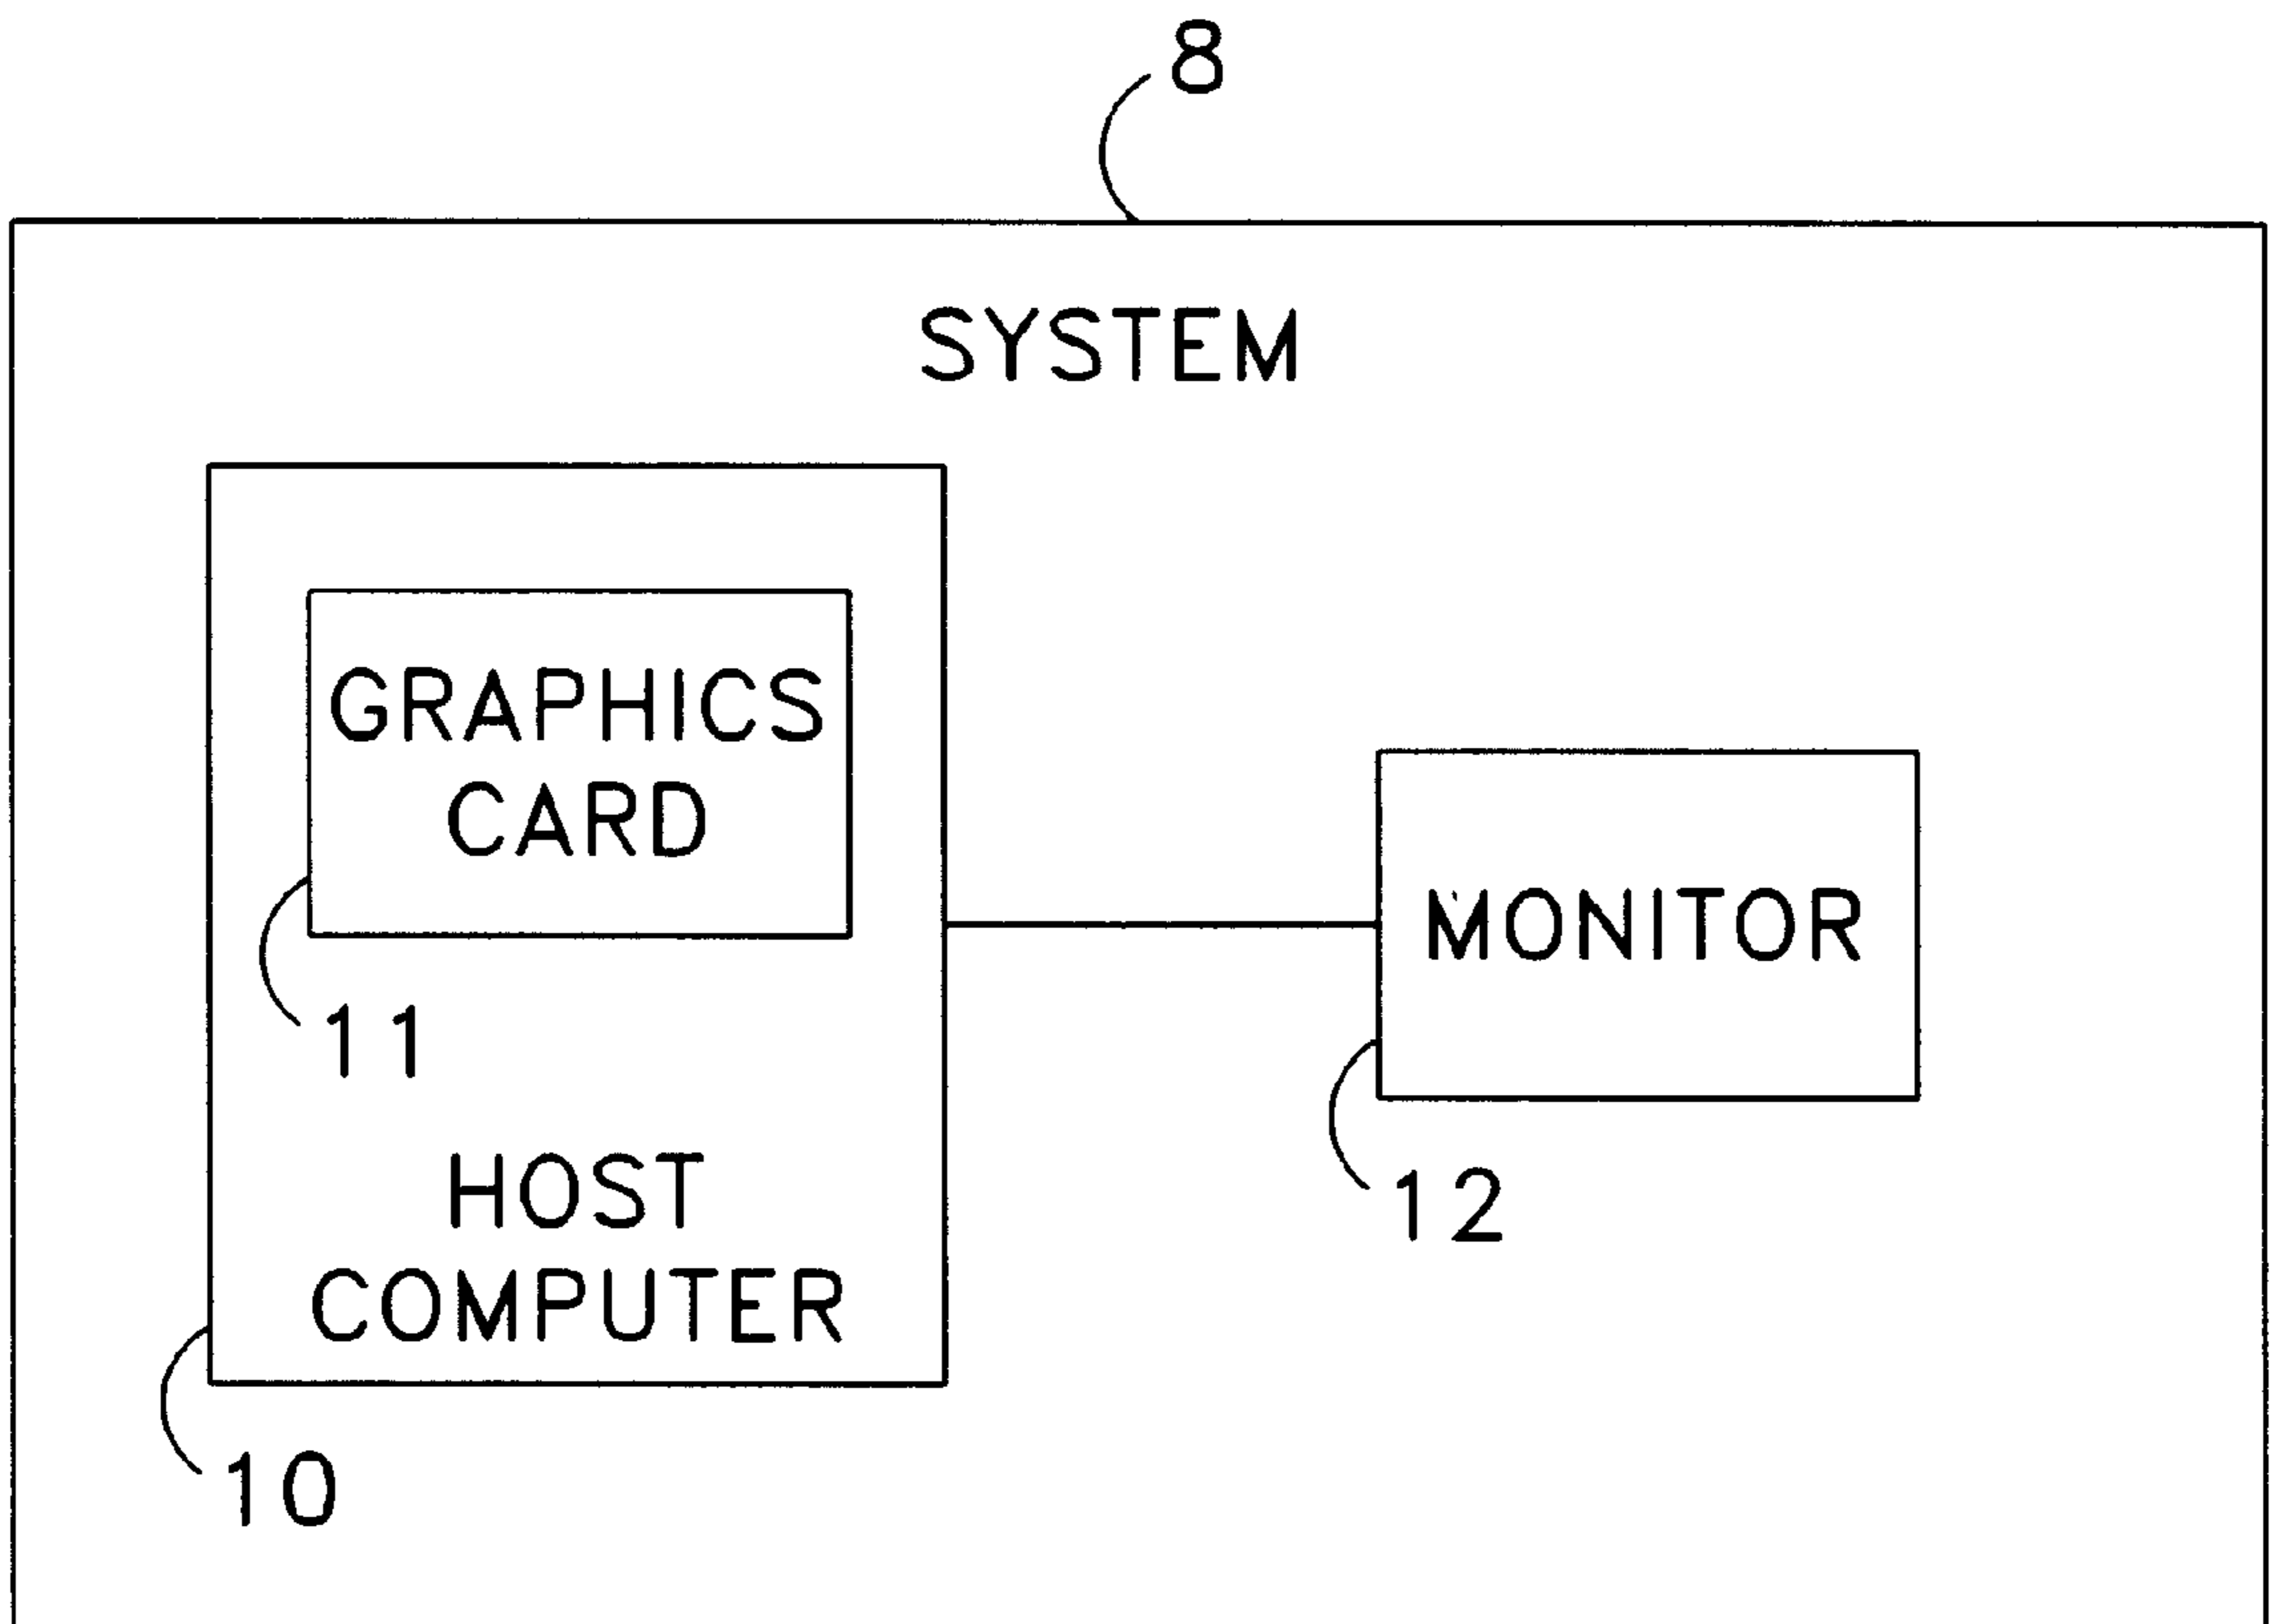 8
SYSTEM
GRAPHICS
CARD
11
MONITOR
12
HOST
COMPUTER
10